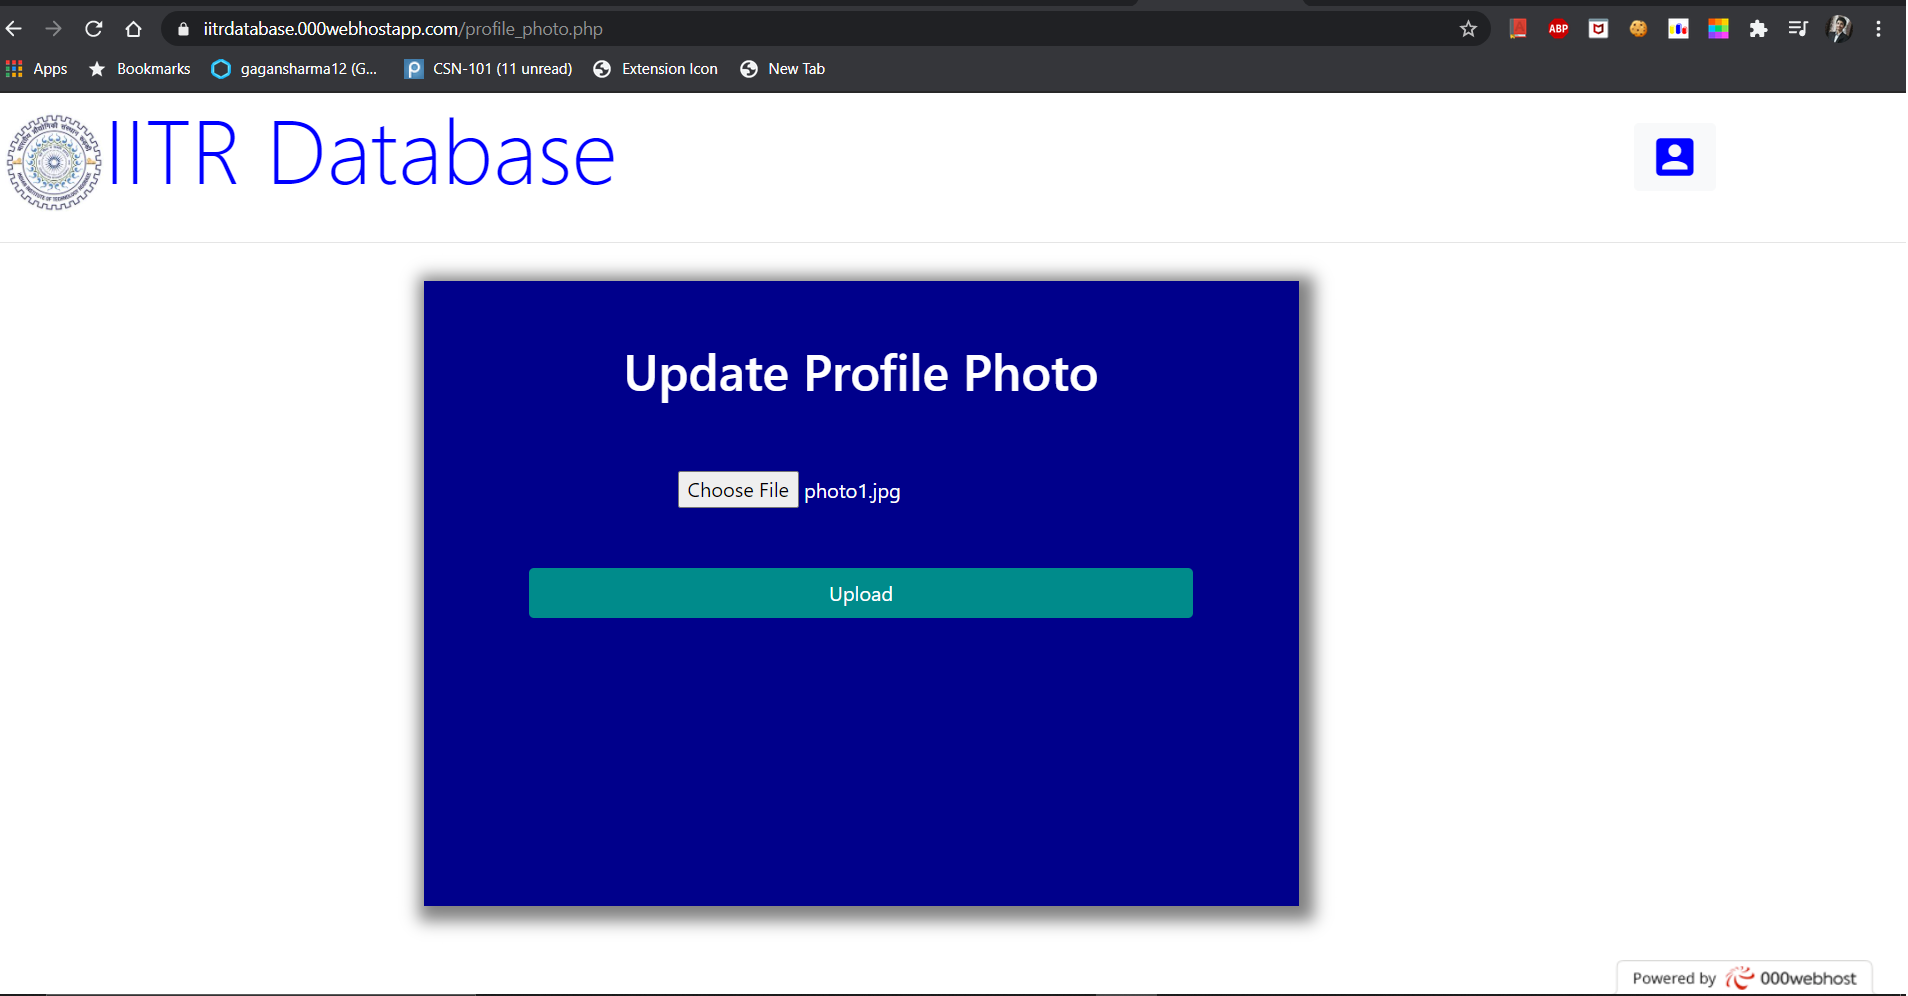 iitrdatabase.000webhostapp.com/profile_photo.php
ABP
Apps Bookmarks gagansharma12 (G... CSN-101 (11 unread) Extension Icon New Tab
IITR Database
Update Profile Photo
Choose File photo1.jpg
Upload
Powered by 000webhost